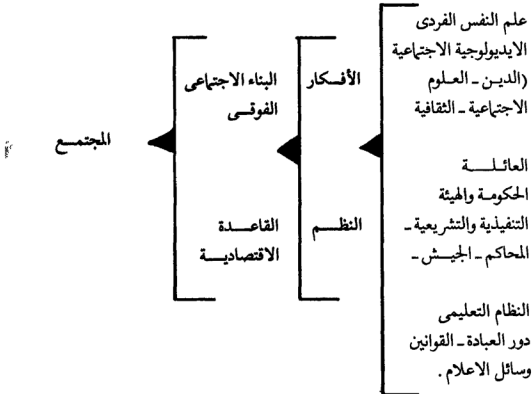 علم النفس الفردى
الايديولوجية الاجتماعية
(الدين ـ العلوم
الاجتماعية ـ الثقافية
العائلة
الحكومة والهيئة
التنفيذية والتشريعية ـ
المحاكم ـ الجيش ـ
النظام التعليمى
دور العبادة ـ القوانين
وسائل الاعلام .
الأفكار
النظم
البناء الاجتماعى
الفوقى
القاعدة
الاقتصادية
المجتمع